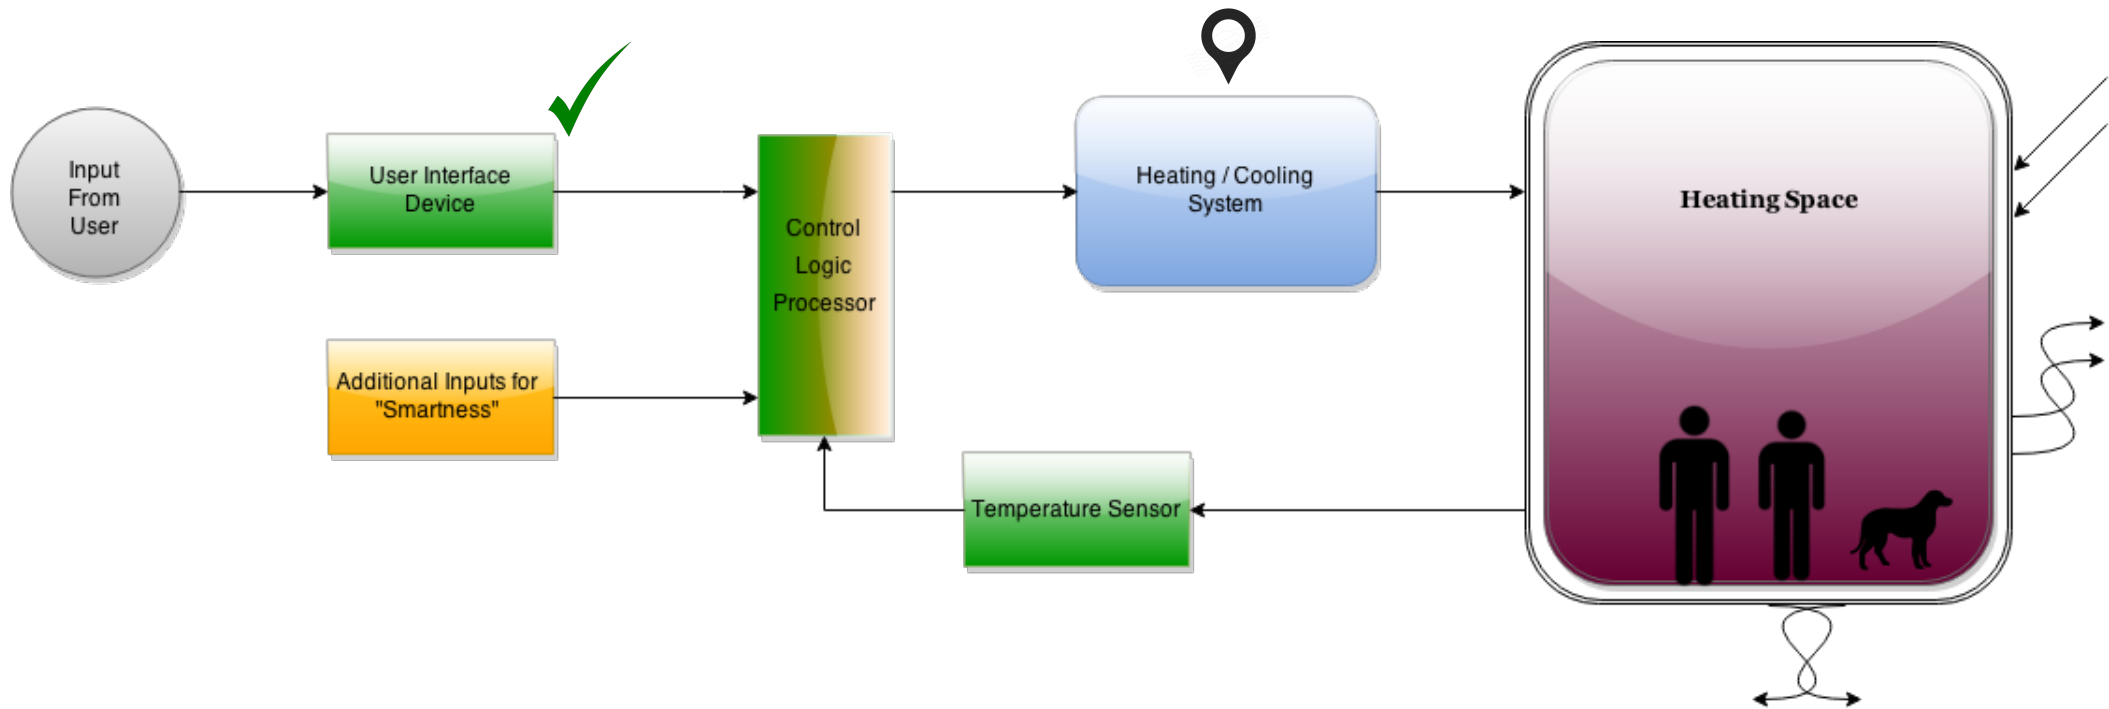 Input
From
User
User Interface
Device
Additional Inputs for
"Smartness"
Control
Logic
Processor
Heating / Cooling
System
Temperature Sensor
Heating Space